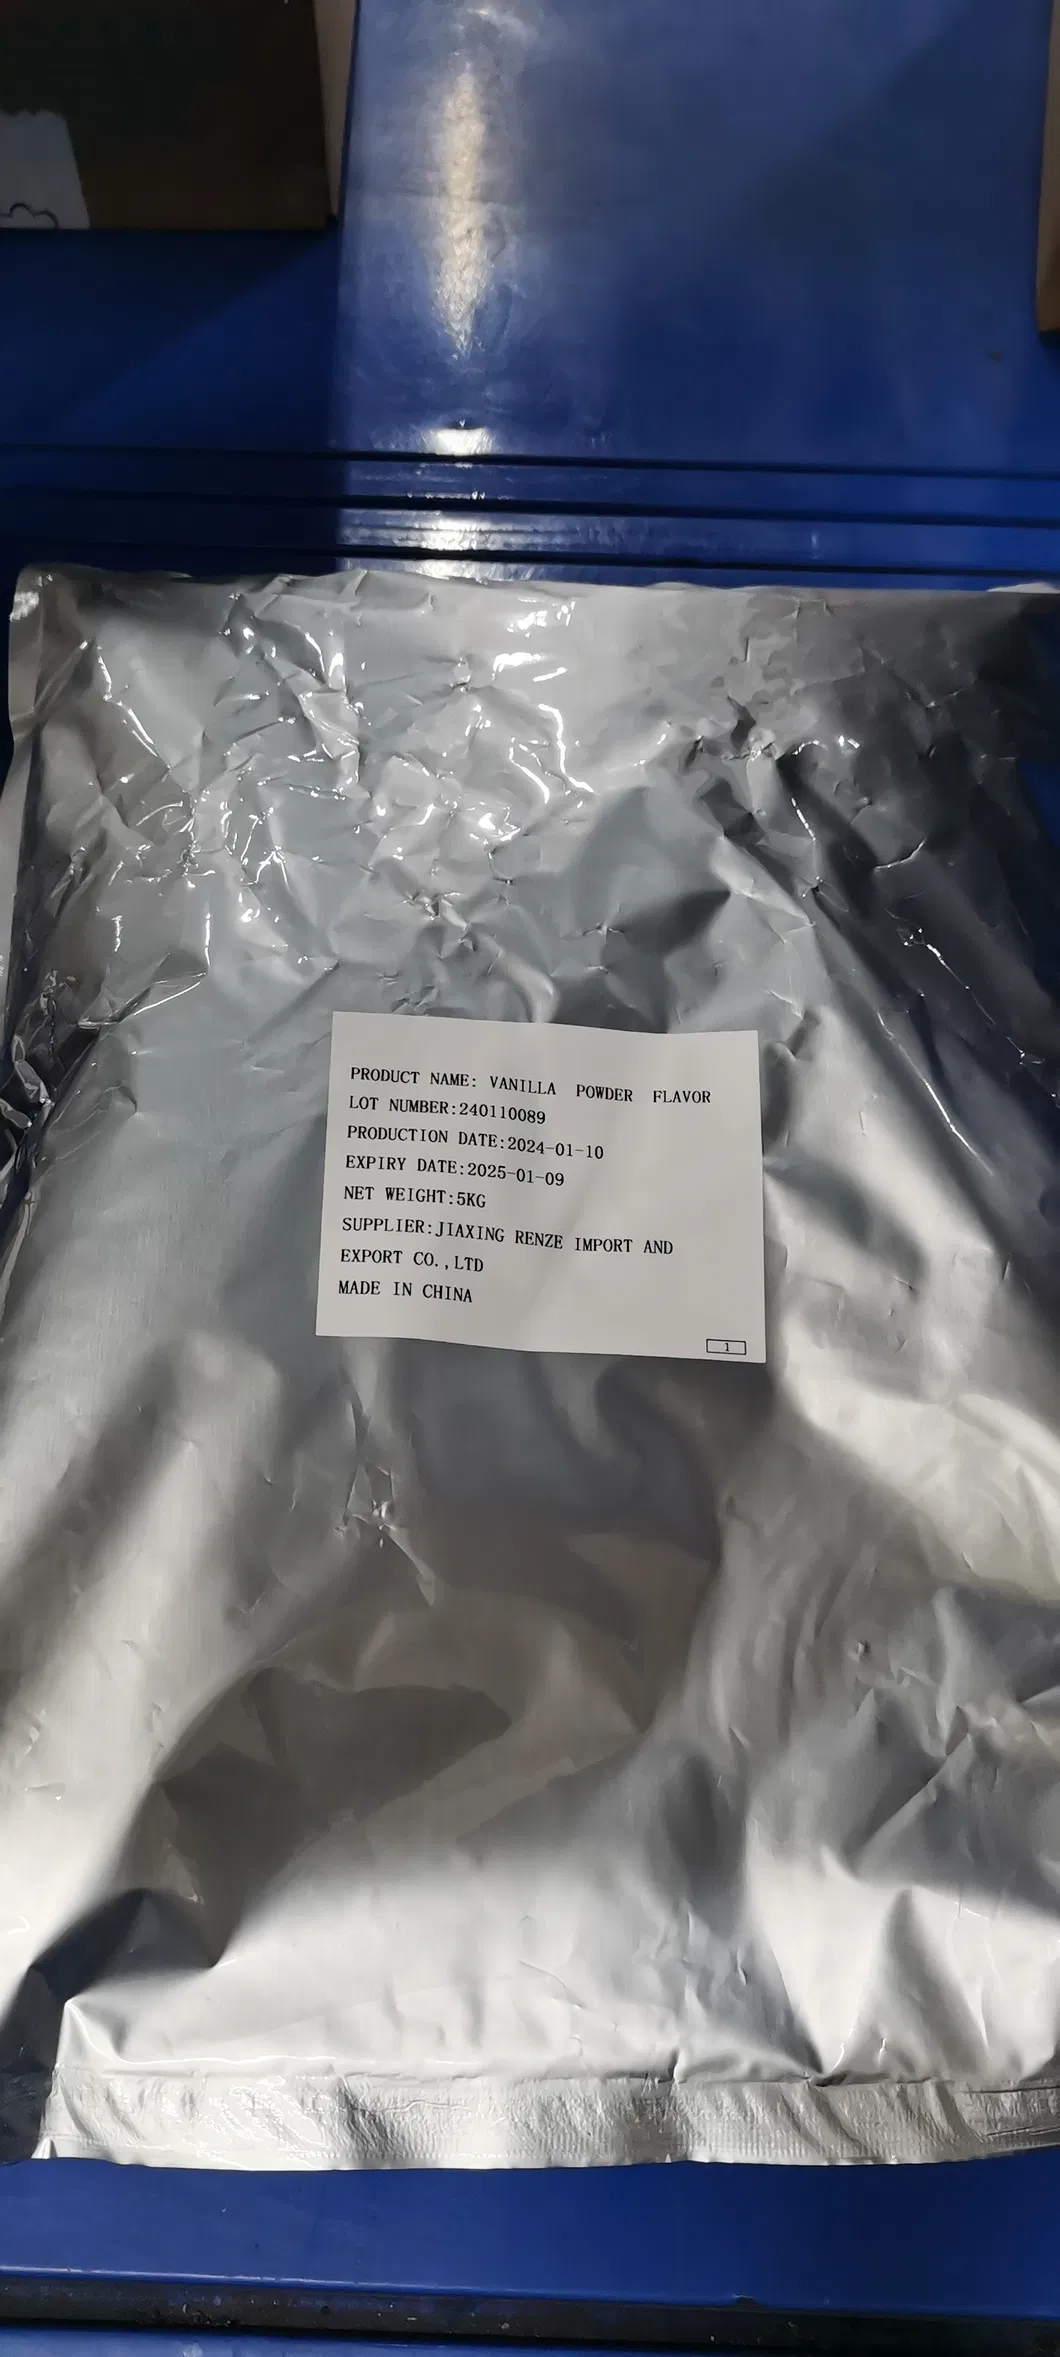 PRODUCT NAME: VANILLA POWDER FLAVOR
LOT NUMBER:240110089
PRODUCTION DATE:2024-01-10
EXPIRY DATE:2025-01-09
NET WEIGHT:5KG
SUPPLIER:JIAXING RENZE IMPORT AND
EXPORT CO.,LTD
MADE IN CHINA
1